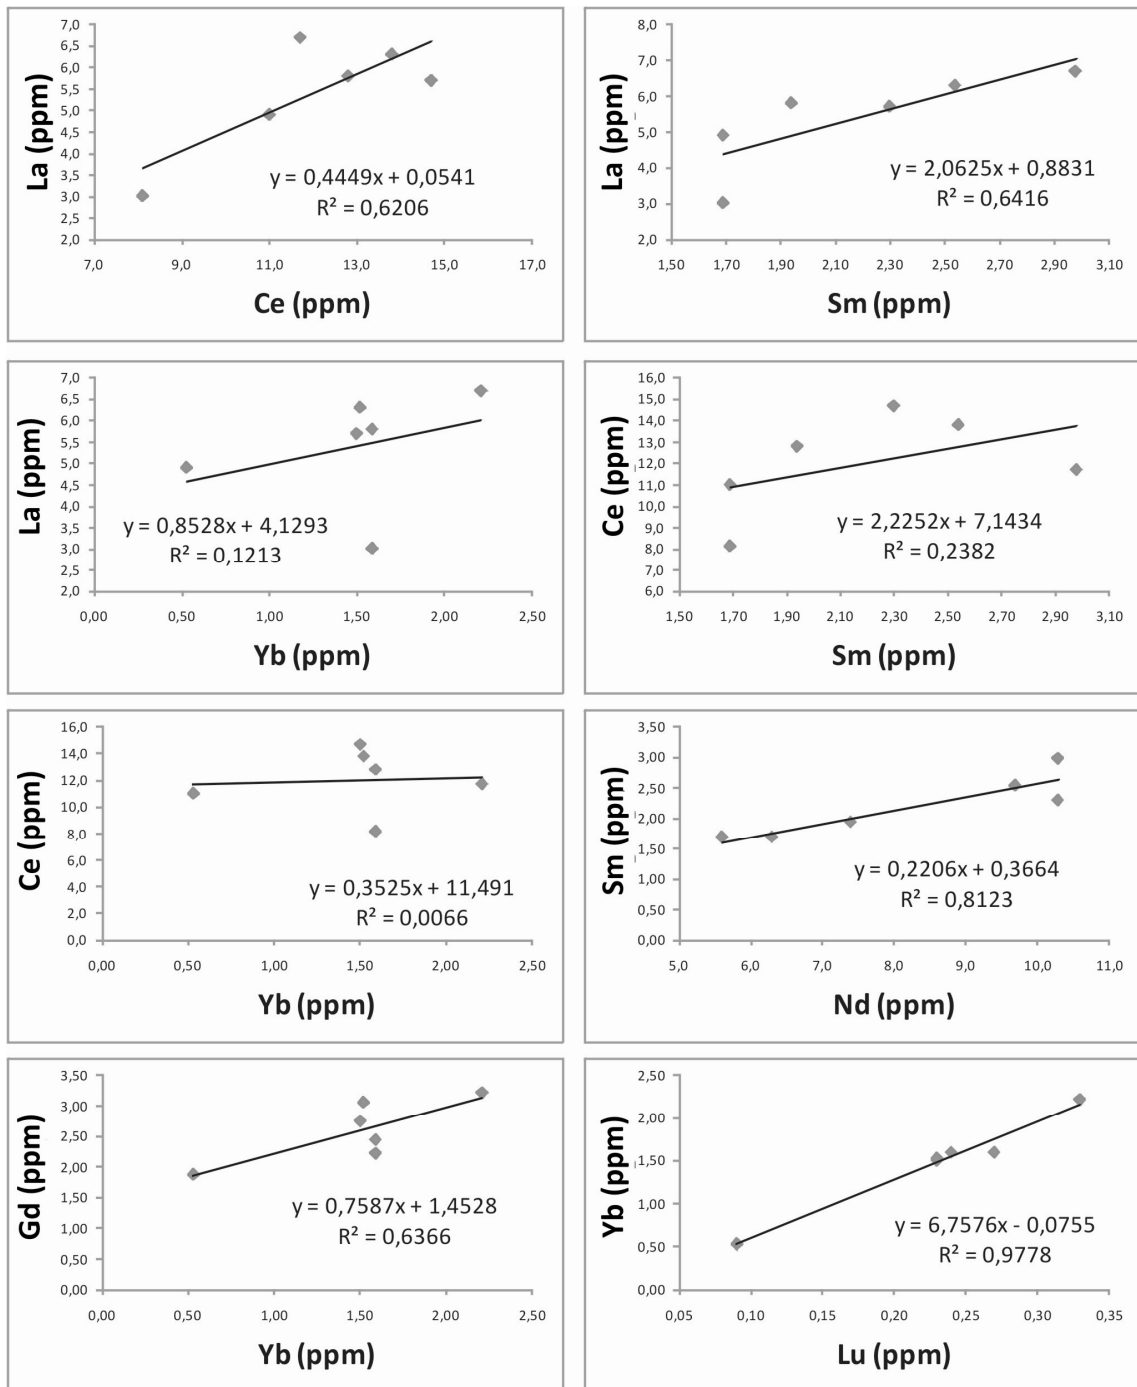 7,0
6,5
6,0
5,5
5,0
4,5
4,0
3,5
3,0
2,5
2,0
La (ppm)
y = 0,4449x + 0,0541
R² = 0,6206
7,0 9,0 11,0 13,0 15,0 17,0
Ce (ppm)
8,0
7,0
6,0
5,0
4,0
3,0
2,0
La (ppm)
y = 2,0625x + 0,8831
R² = 0,6416
1,50 1,70 1,90 2,10 2,30 2,50 2,70 2,90 3,10
Sm (ppm)
7,0
6,5
6,0
5,5
5,0
4,5
4,0
3,5
3,0
2,5
2,0
La (ppm)
y = 0,8528x + 4,1293
R² = 0,1213
0,00 0,50 1,00 1,50 2,00 2,50
Yb (ppm)
16,0
15,0
14,0
13,0
12,0
11,0
10,0
9,0
8,0
7,0
6,0
Ce (ppm)
y = 2,2252x + 7,1434
R² = 0,2382
1,50 1,70 1,90 2,10 2,30 2,50 2,70 2,90 3,10
Sm (ppm)
16,0
14,0
12,0
10,0
8,0
6,0
4,0
2,0
0,0
Ce (ppm)
y = 0,3525x + 11,491
R² = 0,0066
0,00 0,50 1,00 1,50 2,00 2,50
Yb (ppm)
3,50
3,00
2,50
2,00
1,50
1,00
0,50
0,00
Sm (ppm)
y = 0,2206x + 0,3664
R² = 0,8123
5,0 6,0 7,0 8,0 9,0 10,0 11,0
Nd (ppm)
3,50
3,00
2,50
2,00
1,50
1,00
0,50
0,00
Gd (ppm)
y = 0,7587x + 1,4528
R² = 0,6366
0,00 0,50 1,00 1,50 2,00 2,50
Yb (ppm)
2,50
2,00
1,50
1,00
0,50
0,00
Yb (ppm)
y = 6,7576x - 0,0755
R² = 0,9778
0,05 0,10 0,15 0,20 0,25 0,30 0,35
Lu (ppm)